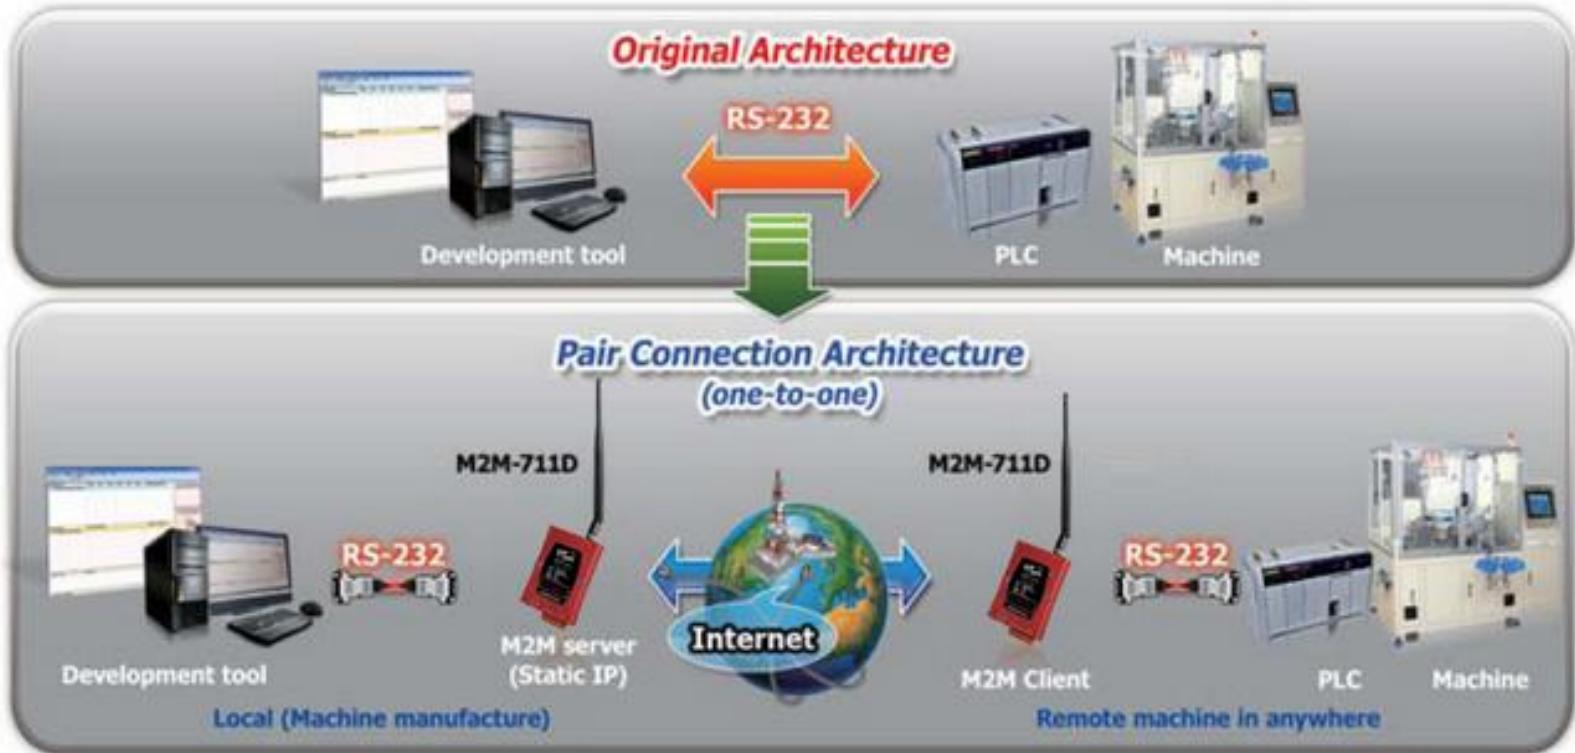 Original Architecture
RS-232
Development tool
PLC
Machine
Pair Connection Architecture
(one-to-one)
M2M-711D
M2M-711D
RS-232
RS-232
Internet
M2M server
(Static IP)
M2M Client
Development tool
PLC
Machine
Local (Machine manufacture)
Remote machine in anywhere